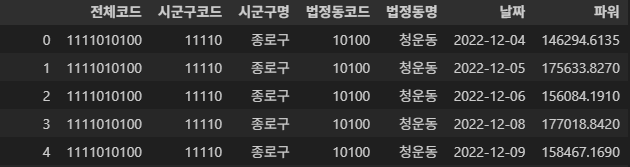 전체코드 시군구코드 시군구명 법정동코드 법정동명 날짜 파워
0 1111010100 11110 종로구 10100 청운동 2022-12-04 146294.6135
1 1111010100 11110 종로구 10100 청운동 2022-12-05 175633.8270
2 1111010100 11110 종로구 10100 청운동 2022-12-06 156084.1910
3 1111010100 11110 종로구 10100 청운동 2022-12-08 177018.8420
4 1111010100 11110 종로구 10100 청운동 2022-12-09 158467.1690